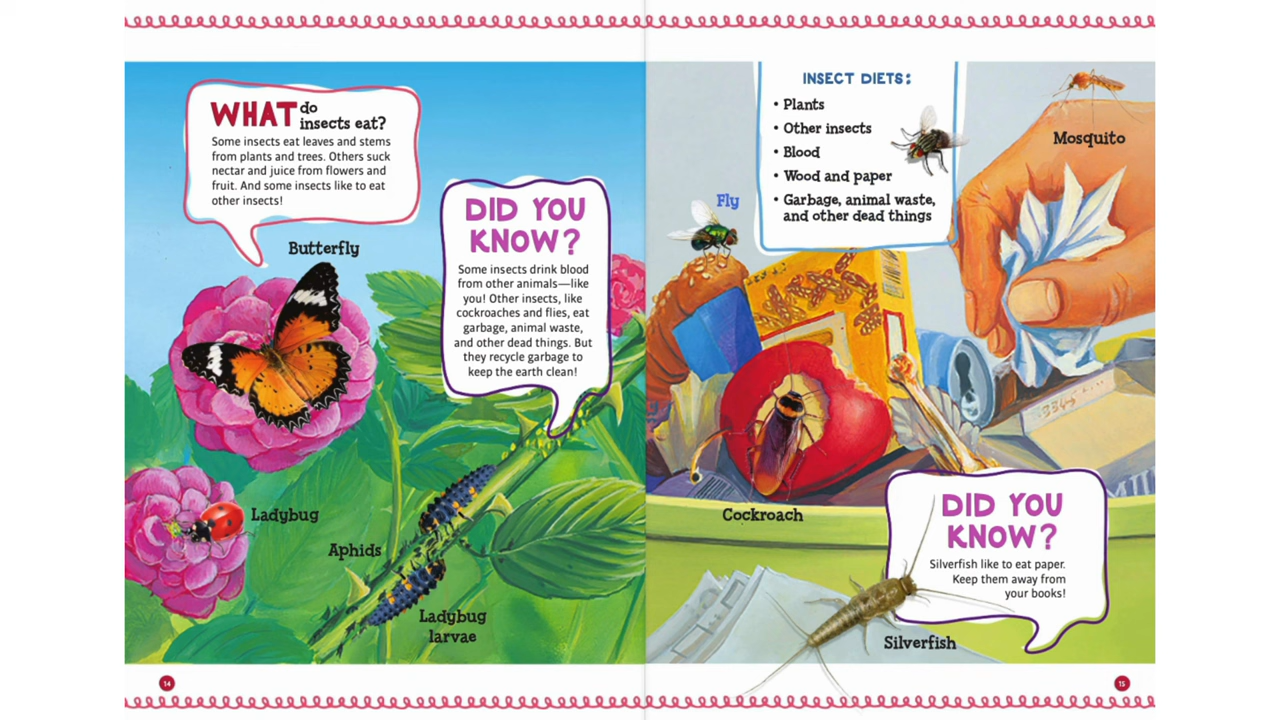 WHAT do
insects eat?
Some insects eat leaves and stems
from plants and trees. Others suck
nectar and juice from flowers and
fruit. And some insects like to eat
other insects!
Butterfly
DID YOU
KNOW?
Some insects drink blood
from other animals—like
you! Other insects, like
cockroaches and flies, eat
garbage, animal waste,
and other dead things. But
they recycle garbage to
keep the earth clean!
Ladybug
Aphids
Ladybug
larvae
14
INSECT DIETS:
• Plants
• Other insects
• Blood
• Wood and paper
• Garbage, animal waste,
and other dead things
Mosquito
Fly
Cockroach
DID YOU
KNOW?
Silverfish like to eat paper.
Keep them away from
your books!
Silverfish
15